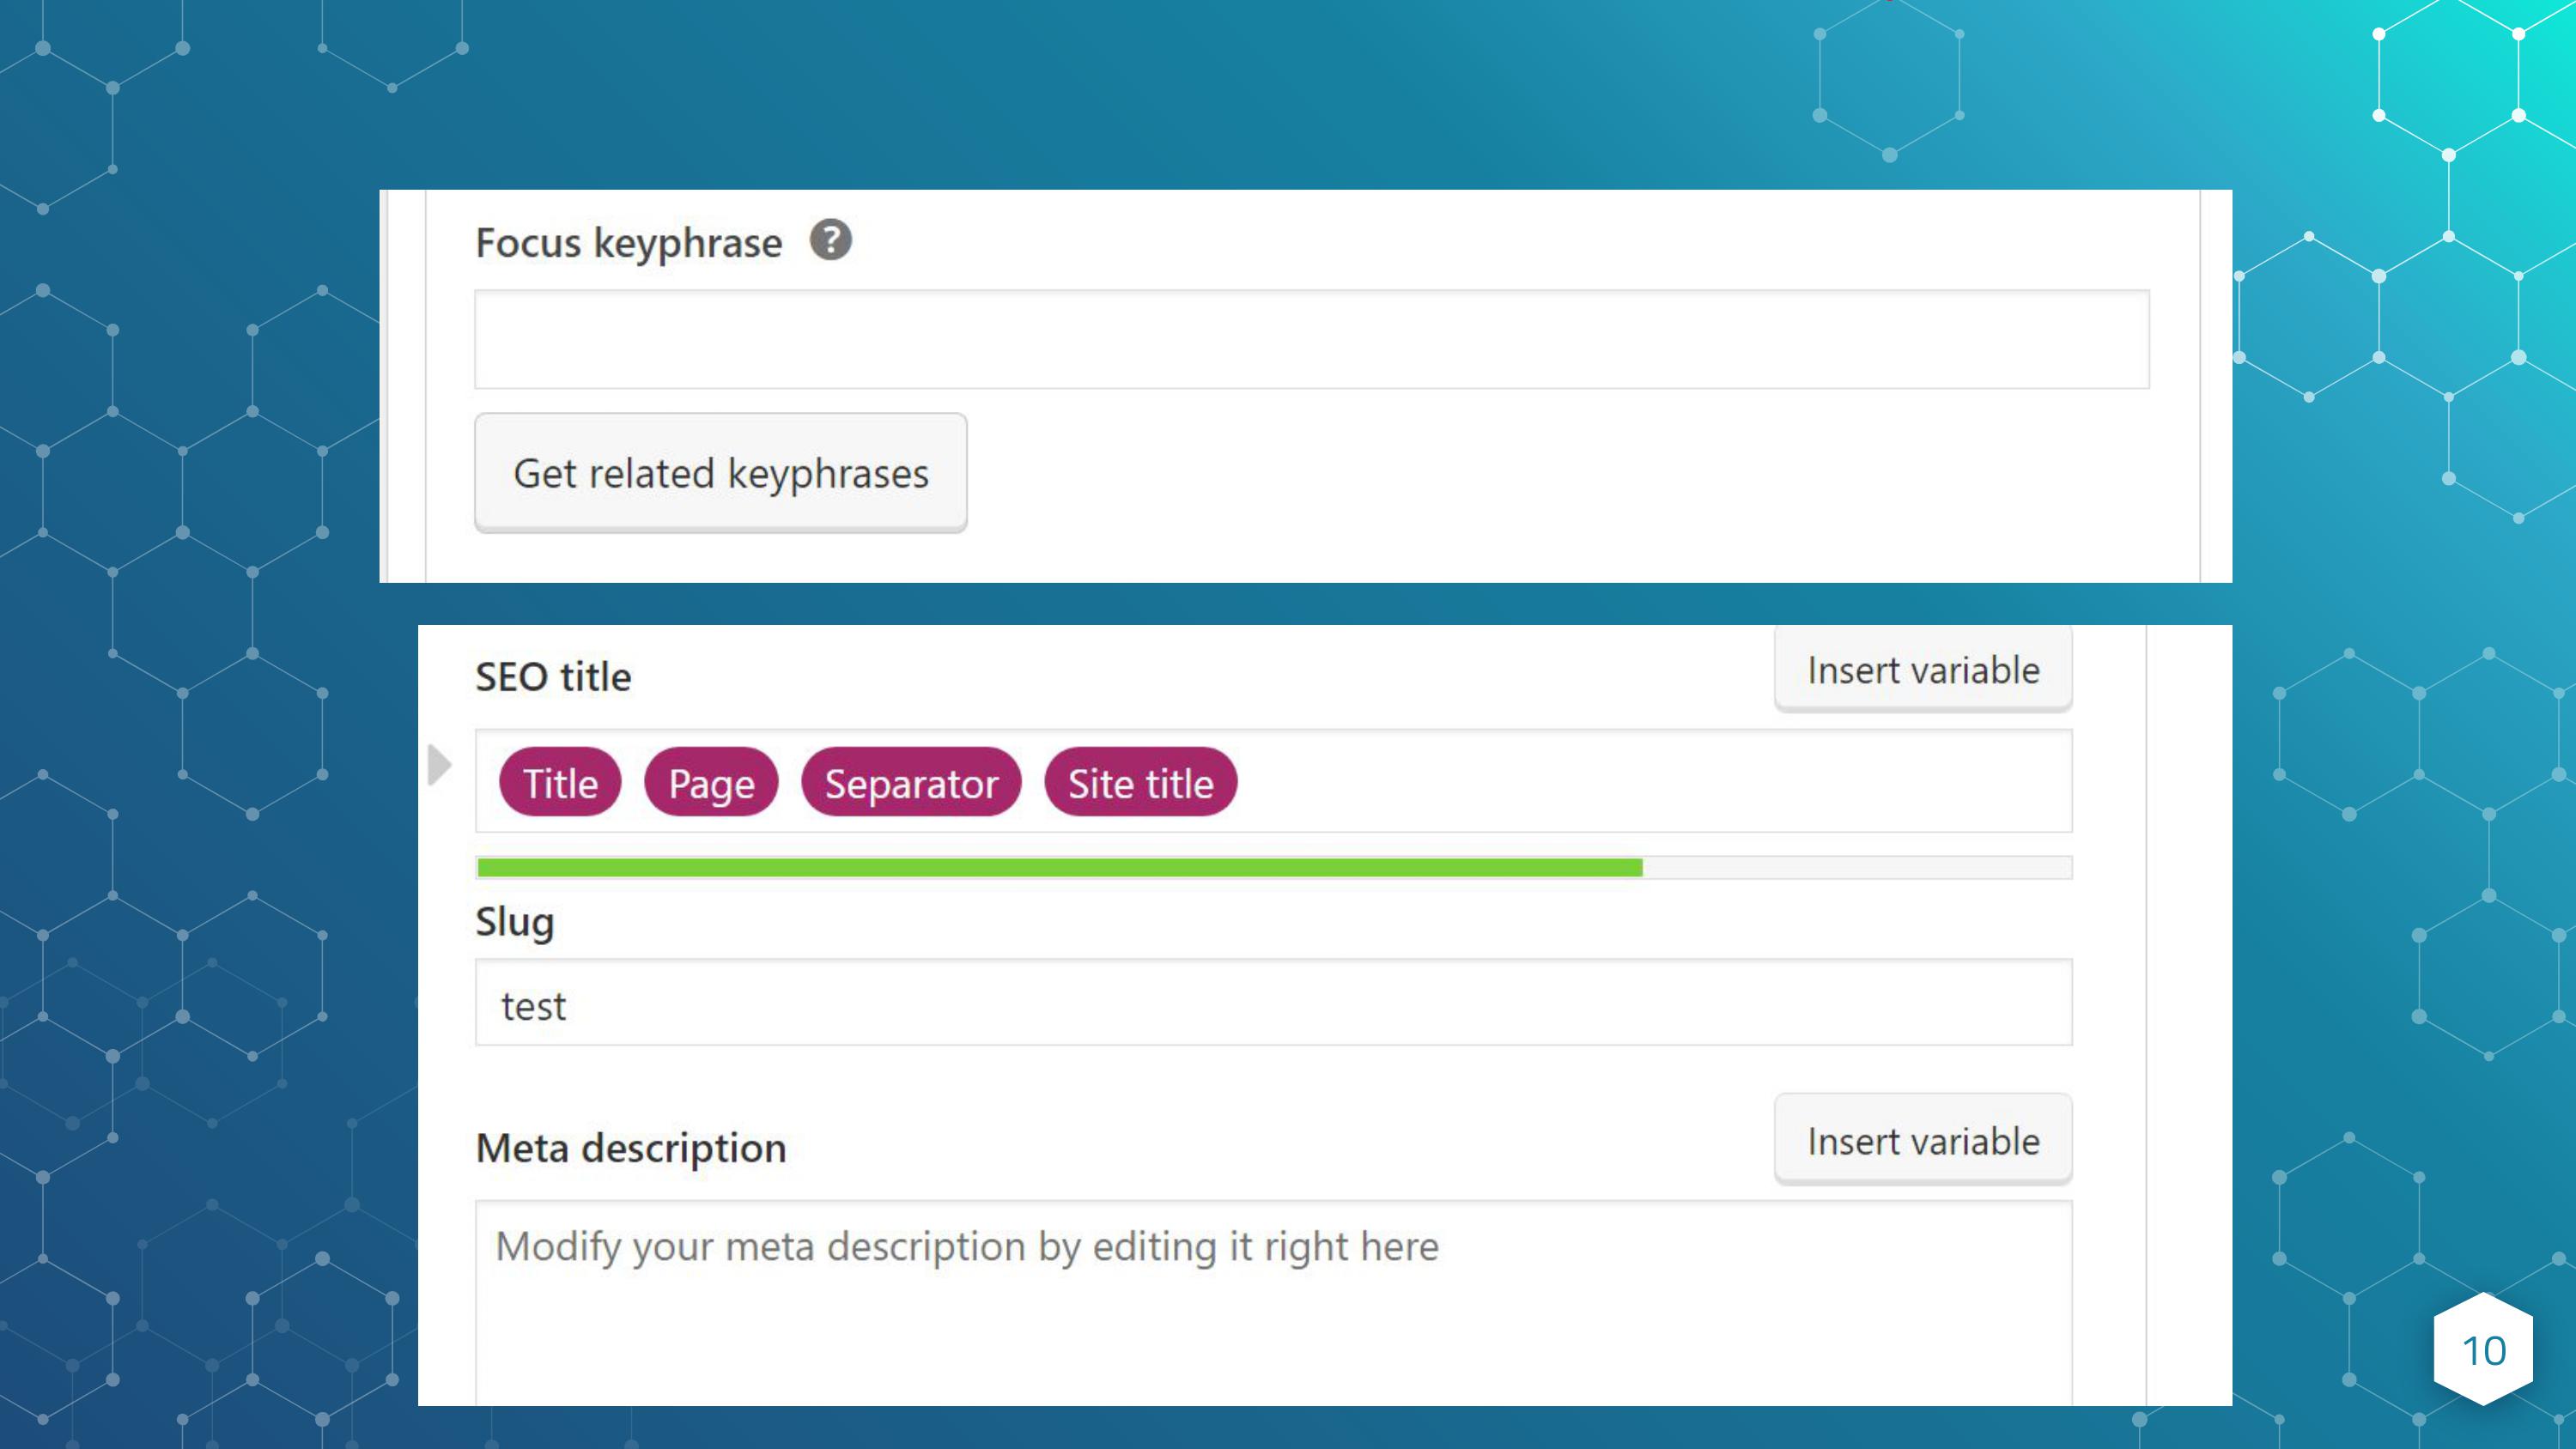 Focus keyphrase ?
Get related keyphrases
SEO title
Insert variable
Title Page Separator Site title
Slug
test
Meta description
Insert variable
Modify your meta description by editing it right here
10